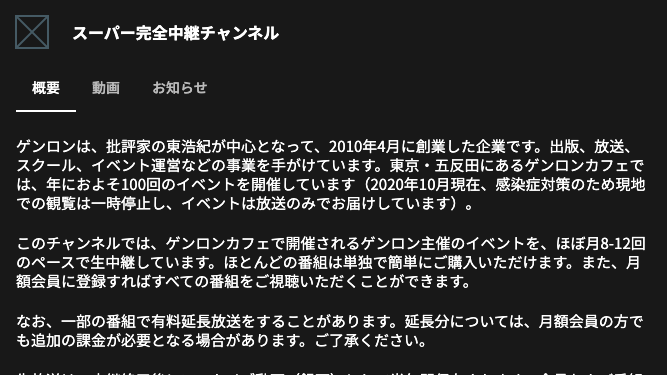 スーパー完全中継チャンネル
概要 動画 お知らせ
ゲンロンは、批評家の東浩紀が中心となって、2010年4月に創業した企業です。出版、放送、
スクール、イベント運営などの事業を手がけています。東京・五反田にあるゲンロンカフェで
は、年におよそ100回のイベントを開催しています（2020年10月現在、感染症対策のため現地
での観覧は一時停止し、イベントは放送のみでお届けしています）。
このチャンネルでは、ゲンロンカフェで開催されるゲンロン主催のイベントを、ほぼ月8-12回
のペースで生中継しています。ほとんどの番組は単独で簡単にご購入いただけます。また、月
額会員に登録すればすべての番組をご視聴いただくことができます。
なお、一部の番組で有料延長放送をすることがあります。延長分については、月額会員の方で
も追加の課金が必要となる場合があります。ご了承ください。